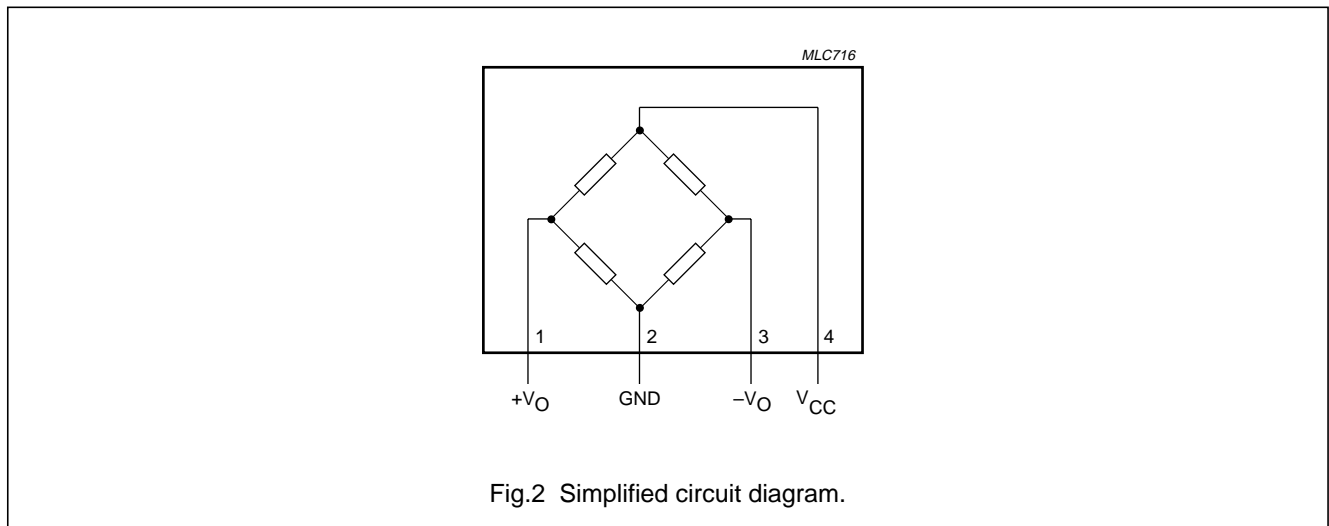 MLC716
1 2 3 4
+VO GND –VO VCC
Fig.2 Simplified circuit diagram.